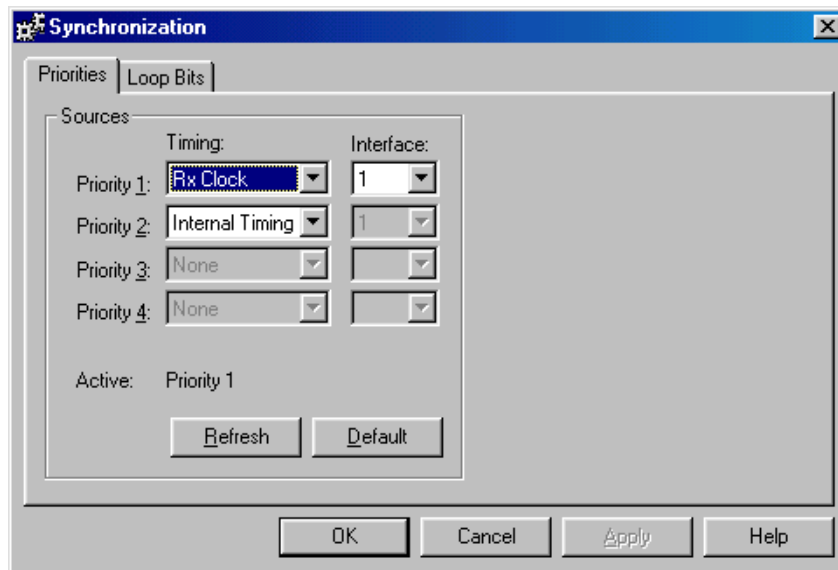 Synchronization
Priorities Loop Bits
Sources
Timing: Interface:
Priority 1: Rx Clock 1
Priority 2: Internal Timing 1
Priority 3: None
Priority 4: None
Active: Priority 1
Refresh Default
OK Cancel Apply Help